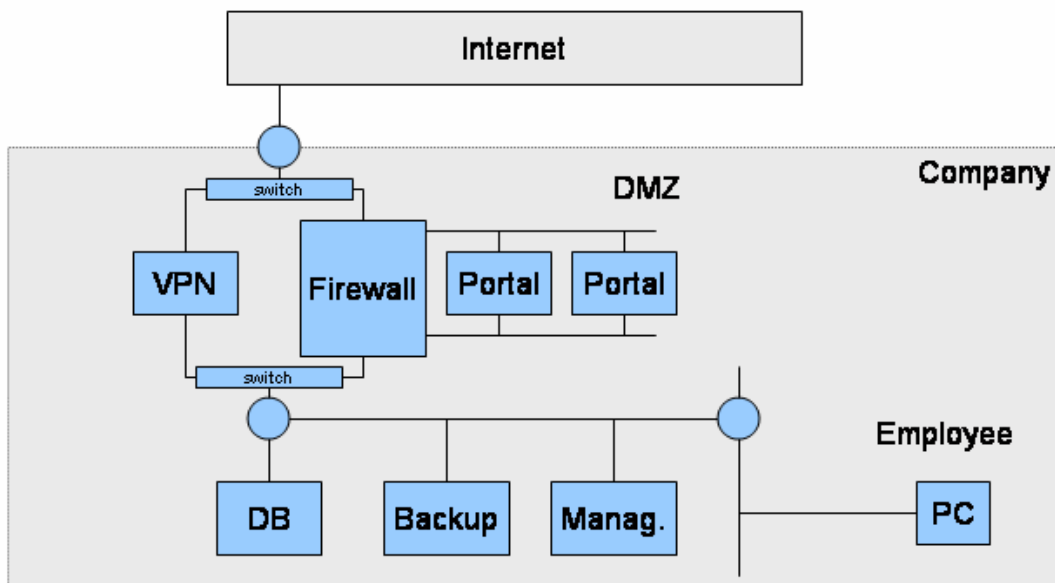 Internet
Company
switch
DMZ
VPN
Firewall
Portal
Portal
switch
Employee
DB
Backup
Manag.
PC